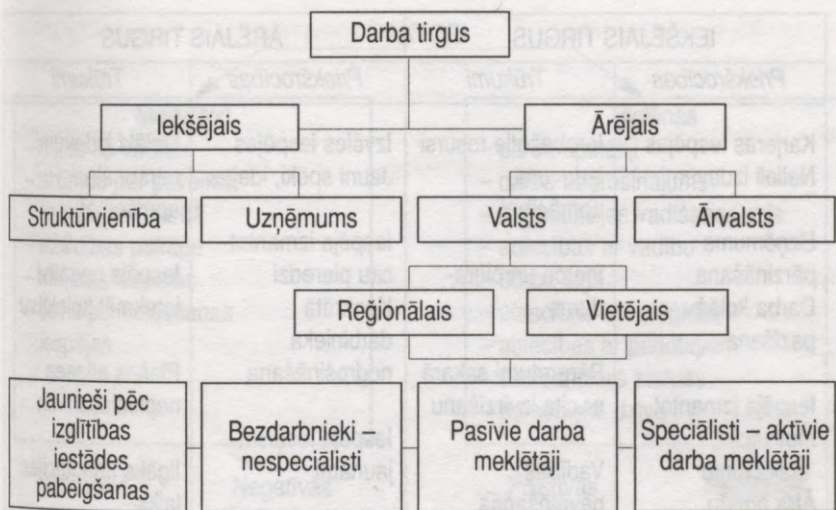 Darba tirgus
Iekšējais
Ārējais
Struktūrvienība
Uzņēmums
Valsts
Ārvalsts
Reģionālais
Vietējais
Jaunieši pēc
izglītības
iestādes
pabeigšanas
Bezdarbnieki –
nespeciālisti
Pasīvie darba
meklētāji
Speciālisti – aktīvie
darba meklētāji